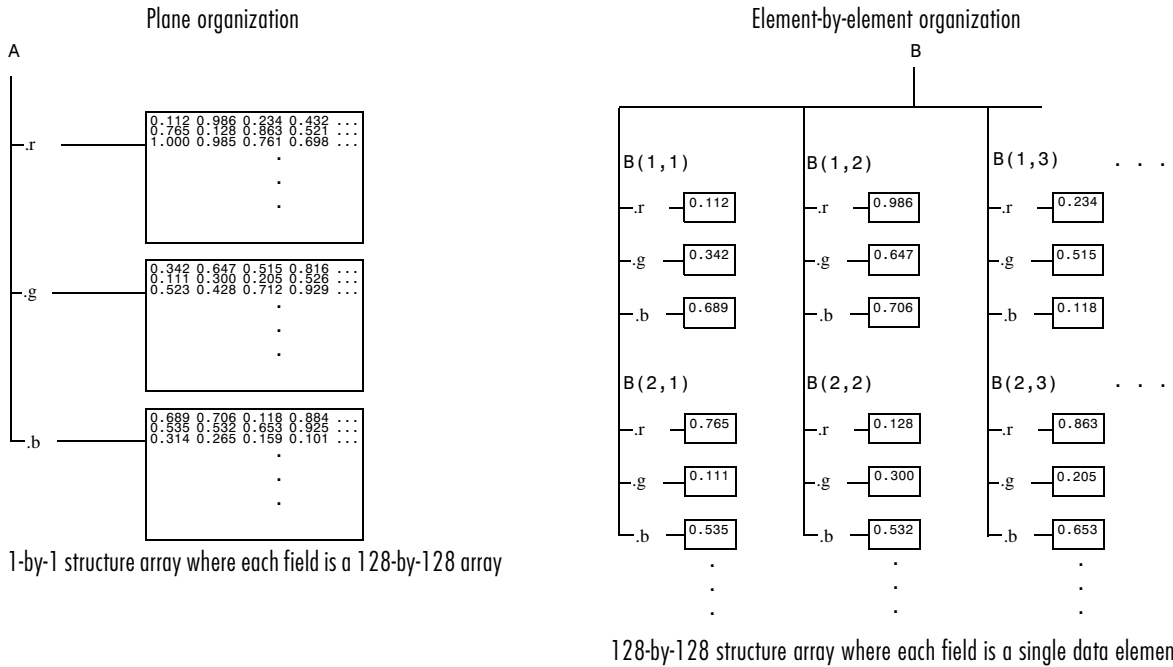 Plane organization
A
.r
0.112 0.986 0.234 0.432 ...
0.765 0.128 0.863 0.521 ...
1.000 0.985 0.761 0.698 ...
.
.
.
.g
0.342 0.647 0.515 0.816 ...
0.111 0.300 0.205 0.526 ...
0.523 0.428 0.712 0.929 ...
.
.
.
.b
0.689 0.706 0.118 0.884 ...
0.535 0.532 0.653 0.925 ...
0.314 0.265 0.159 0.101 ...
.
.
.
1-by-1 structure array where each field is a 128-by-128 array
Element-by-element organization
B
B(1,1) B(1,2) B(1,3) . . .
.r 0.112 .r 0.986 .r 0.234
.g 0.342 .g 0.647 .g 0.515
.b 0.689 .b 0.706 .b 0.118
B(2,1) B(2,2) B(2,3) . . .
.r 0.765 .r 0.128 .r 0.863
.g 0.111 .g 0.300 .g 0.205
.b 0.535 .b 0.532 .b 0.653
. . .
. . .
. . .
128-by-128 structure array where each field is a single data elemen